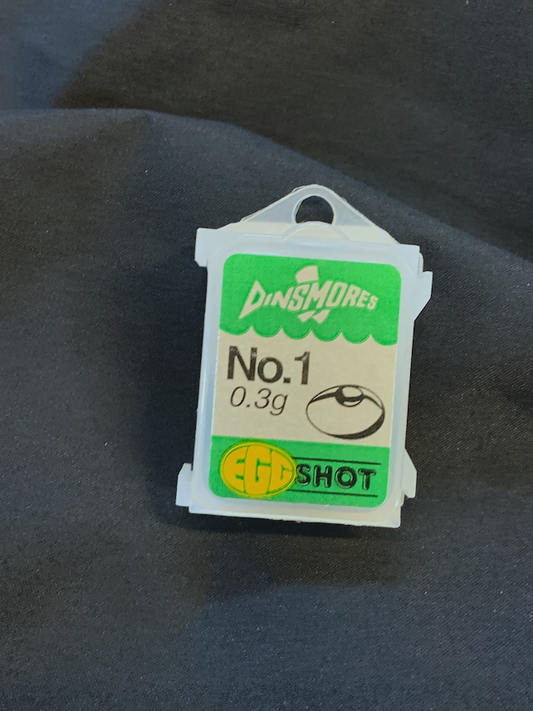 DINSMORES
No.1
0.3g
EGG SHOT